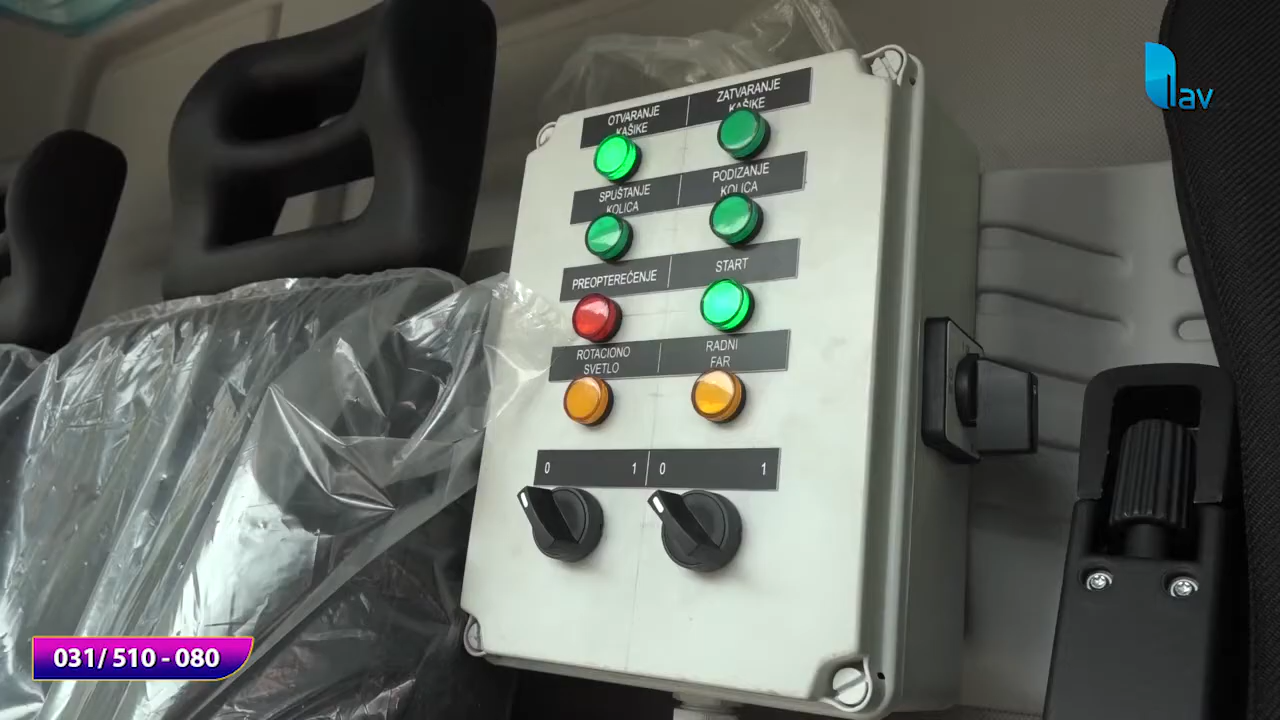 lav
OTVARANJE
KAŠIKE
ZATVARANJE
KAŠIKE
SPUŠTANJE
KOLICA
PODIZANJE
KOLICA
PREOPTEREĆENJE
START
ROTACIONO
SVETLO
RADNI
FAR
0 1
0 1
031/ 510 - 080